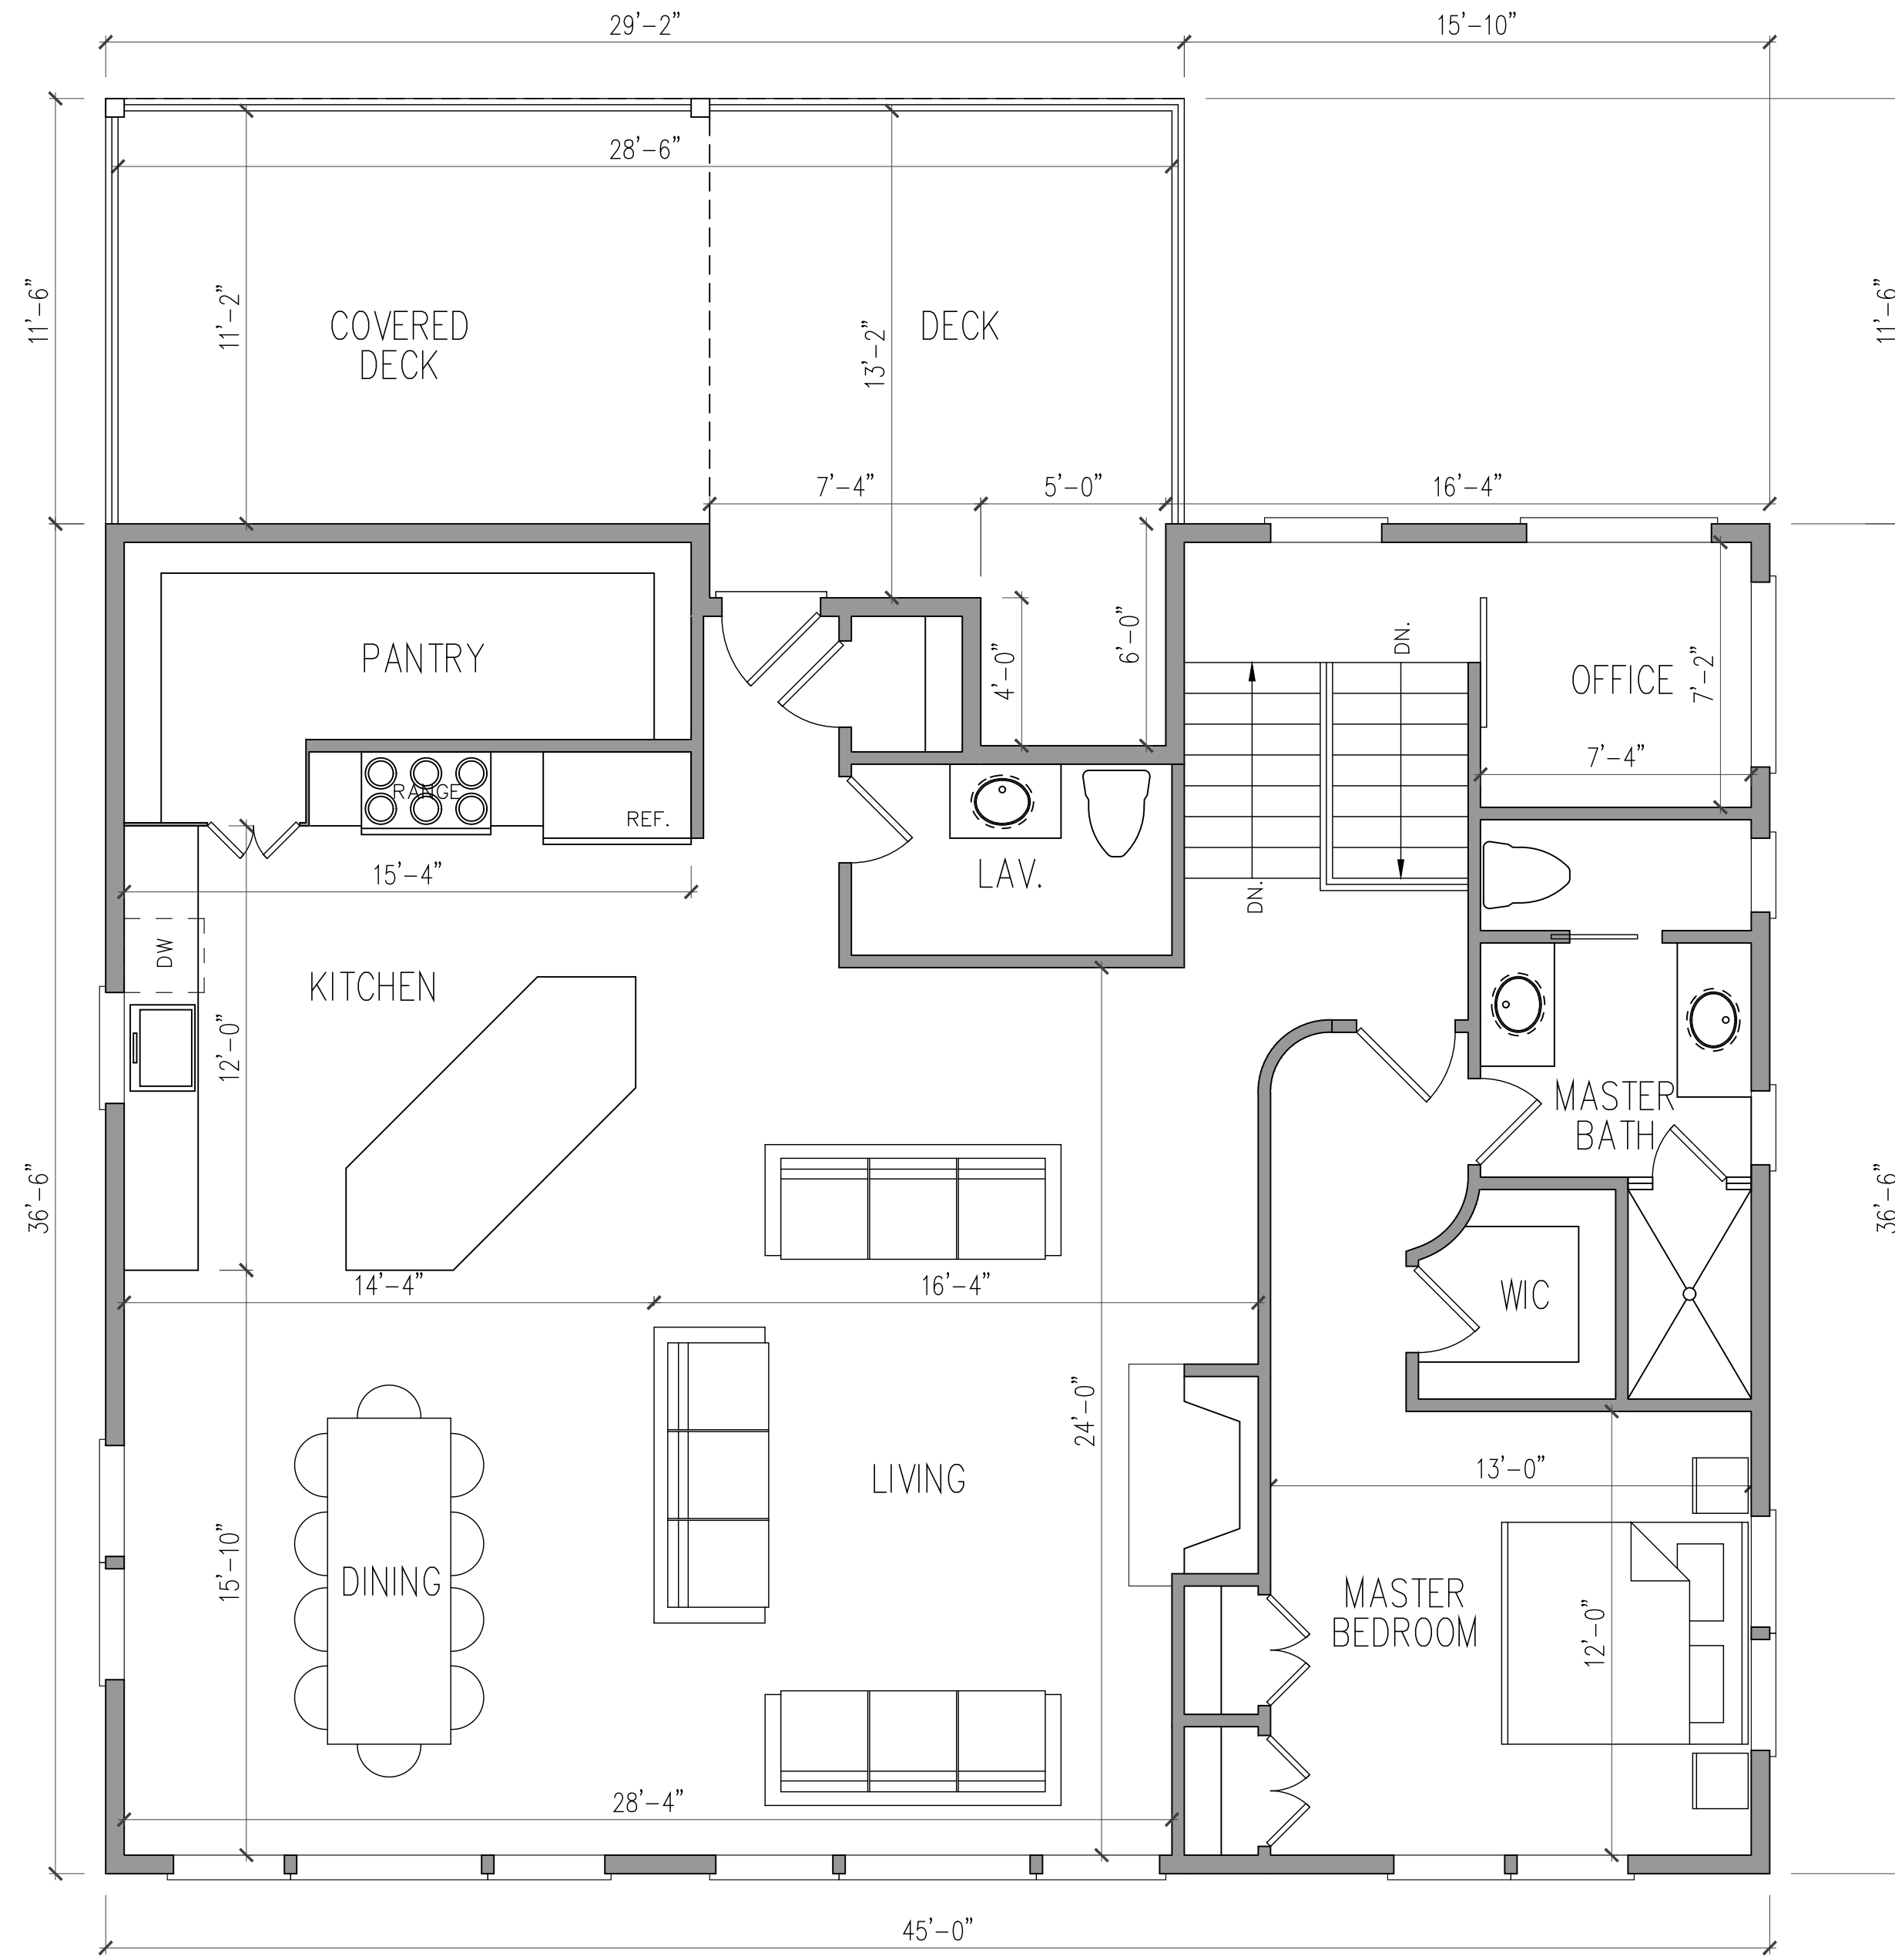 29'-2"
15'-10"
28'-6"
11'-6"
11'-2"
COVERED
DECK
13'-2"
DECK
11'-6"
7'-4"
5'-0"
16'-4"
PANTRY
4'-0"
6'-0"
DN.
OFFICE
7'-2"
7'-4"
RANGE
REF.
15'-4"
LAV.
DN.
DW
KITCHEN
12'-0"
MASTER
BATH
36'-6"
36'-6"
14'-4"
16'-4"
WIC
24'-0"
LIVING
13'-0"
15'-10"
DINING
MASTER
BEDROOM
12'-0"
28'-4"
45'-0"